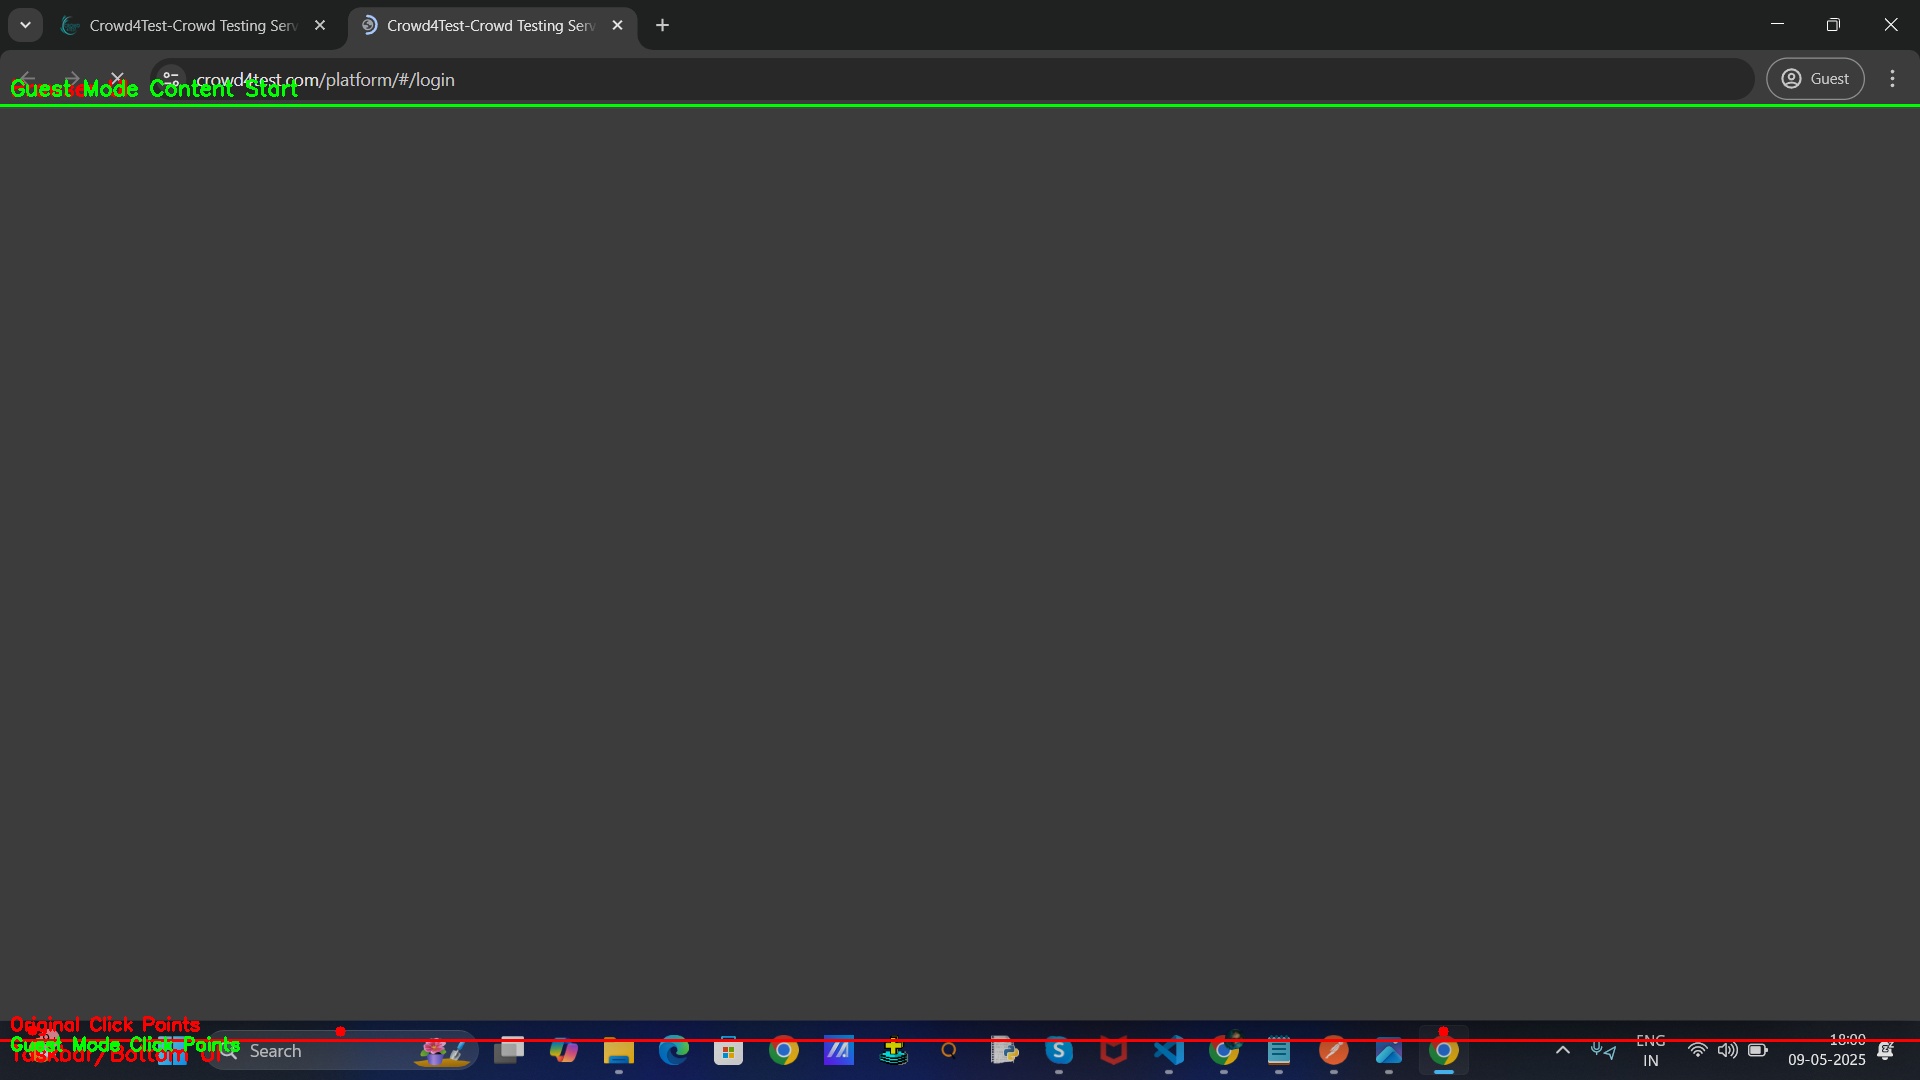 Crowd4Test-Crowd Testing Serv
Crowd4Test-Crowd Testing Serv
crowd4test.com/platform/#/login
Guest
Guest Mode Content Start
Original Click Points
Guest Mode Click Points
Taskbar/Bottom UI
Search
ENG
IN
18:00
09-05-2025